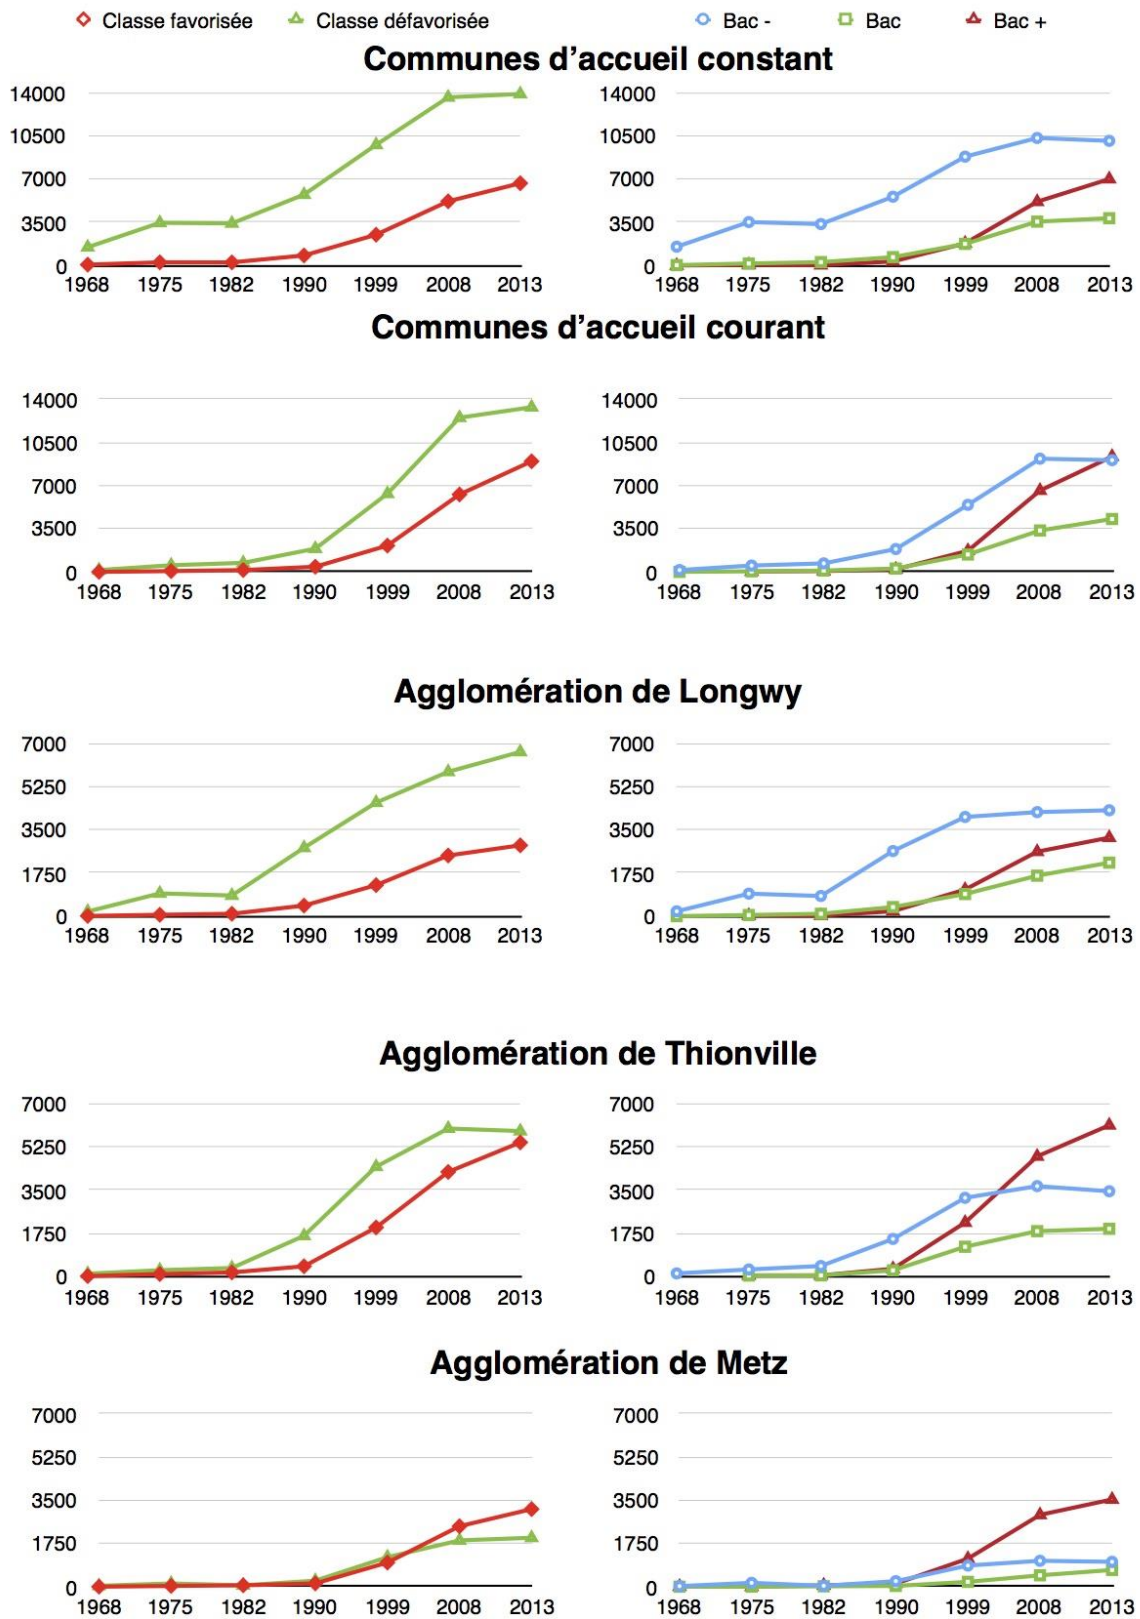 Classe favorisée Classe défavorisée Bac - Bac Bac +
Communes d'accueil constant
14000 14000
10500 10500
7000 7000
3500 3500
0 0
1968 1975 1982 1990 1999 2008 2013 1968 1975 1982 1990 1999 2008 2013
Communes d'accueil courant
14000 14000
10500 10500
7000 7000
3500 3500
0 0
1968 1975 1982 1990 1999 2008 2013 1968 1975 1982 1990 1999 2008 2013
Agglomération de Longwy
7000 7000
5250 5250
3500 3500
1750 1750
0 0
1968 1975 1982 1990 1999 2008 2013 1968 1975 1982 1990 1999 2008 2013
Agglomération de Thionville
7000 7000
5250 5250
3500 3500
1750 1750
0 0
1968 1975 1982 1990 1999 2008 2013 1968 1975 1982 1990 1999 2008 2013
Agglomération de Metz
7000 7000
5250 5250
3500 3500
1750 1750
0 0
1968 1975 1982 1990 1999 2008 2013 1968 1975 1982 1990 1999 2008 2013